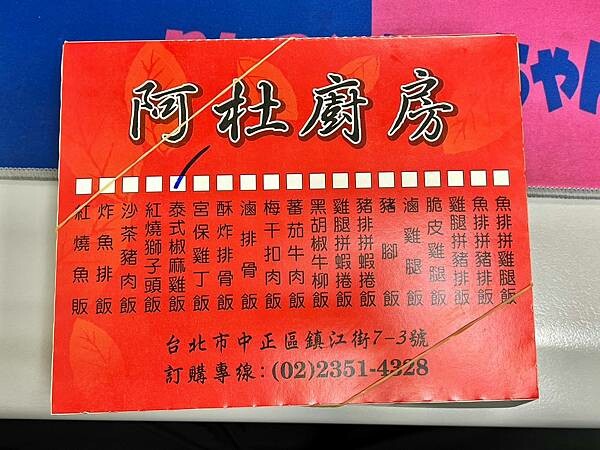 阿杜廚房
紅燒魚販
炸魚排飯
沙茶豬肉飯
紅燒獅子頭飯
泰式椒麻雞飯
宮保雞丁飯
酥炸排骨飯
滷排骨飯
梅干扣肉飯
蕃茄牛肉飯
黑胡椒牛柳飯
雞腿拼蝦捲飯
豬排拼蝦捲飯
豬腳飯
滷雞腿飯
脆皮雞腿飯
雞腿拼豬排飯
魚排拼豬排飯
魚排拼雞腿飯
台北市中正區鎮江街7-3號
訂購專線:(02)2351-4328